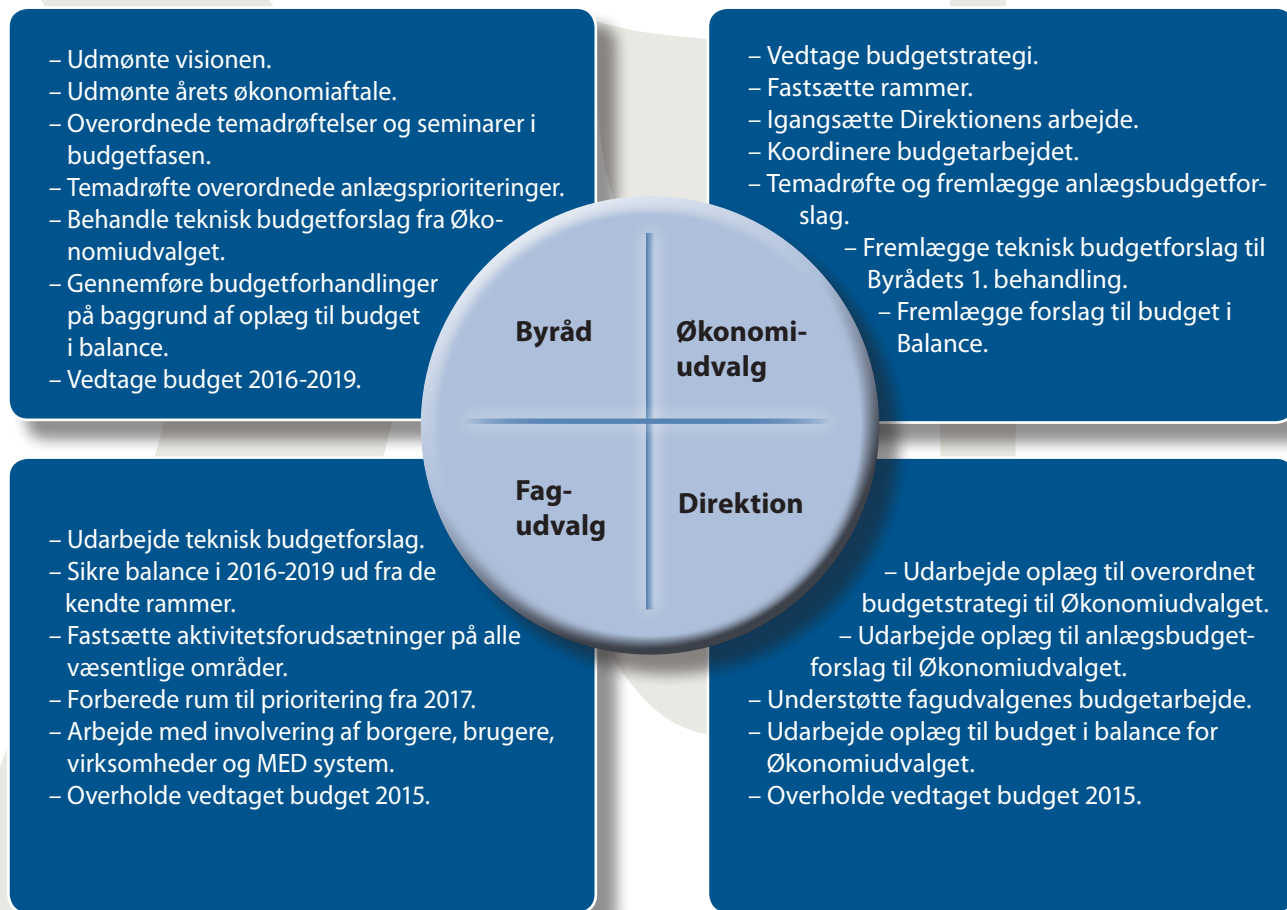 – Udmønte visionen.
– Udmønte årets økonomiaftale.
– Overordnede temadrøftelser og seminarer i
budgetfasen.
– Temadrøfte overordnede anlægsprioriteringer.
– Behandle teknisk budgetforslag fra Øko-
nomiudvalget.
– Gennemføre budgetforhandlinger
på baggrund af oplæg til budget
i balance.
– Vedtage budget 2016-2019.
– Vedtage budgetstrategi.
– Fastsætte rammer.
– Igangsætte Direktionens arbejde.
– Koordinere budgetarbejdet.
– Temadrøfte og fremlægge anlægsbudgetfor-
slag.
– Fremlægge teknisk budgetforslag til
Byrådets 1. behandling.
– Fremlægge forslag til budget i
Balance.
Byråd
Økonomi-
udvalg
Fag-
udvalg
Direktion
– Udarbejde teknisk budgetforslag.
– Sikre balance i 2016-2019 ud fra de
kendte rammer.
– Fastsætte aktivitetsforudsætninger på alle
væsentlige områder.
– Forberede rum til prioritering fra 2017.
– Arbejde med involvering af borgere, brugere,
virksomheder og MED system.
– Overholde vedtaget budget 2015.
– Udarbejde oplæg til overordnet
budgetstrategi til Økonomiudvalget.
– Udarbejde oplæg til anlægsbudget-
forslag til Økonomiudvalget.
– Understøtte fagudvalgenes budgetarbejde.
– Udarbejde oplæg til budget i balance for
Økonomiudvalget.
– Overholde vedtaget budget 2015.